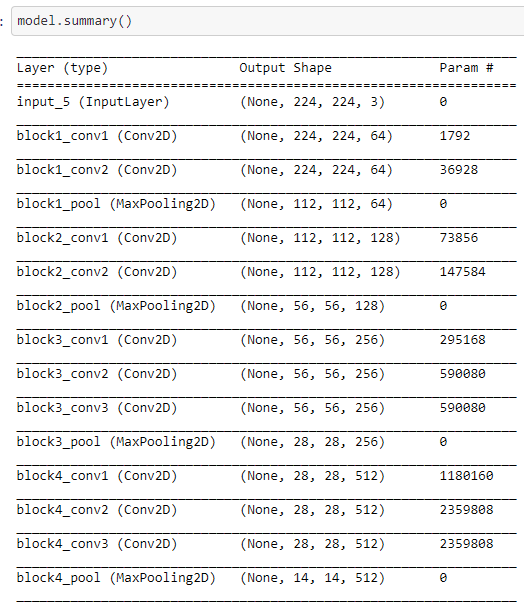 : model.summary()
Layer (type) Output Shape Param #
=================================================================
input_5 (InputLayer) (None, 224, 224, 3) 0
block1_conv1 (Conv2D) (None, 224, 224, 64) 1792
block1_conv2 (Conv2D) (None, 224, 224, 64) 36928
block1_pool (MaxPooling2D) (None, 112, 112, 64) 0
block2_conv1 (Conv2D) (None, 112, 112, 128) 73856
block2_conv2 (Conv2D) (None, 112, 112, 128) 147584
block2_pool (MaxPooling2D) (None, 56, 56, 128) 0
block3_conv1 (Conv2D) (None, 56, 56, 256) 295168
block3_conv2 (Conv2D) (None, 56, 56, 256) 590080
block3_conv3 (Conv2D) (None, 56, 56, 256) 590080
block3_pool (MaxPooling2D) (None, 28, 28, 256) 0
block4_conv1 (Conv2D) (None, 28, 28, 512) 1180160
block4_conv2 (Conv2D) (None, 28, 28, 512) 2359808
block4_conv3 (Conv2D) (None, 28, 28, 512) 2359808
block4_pool (MaxPooling2D) (None, 14, 14, 512) 0